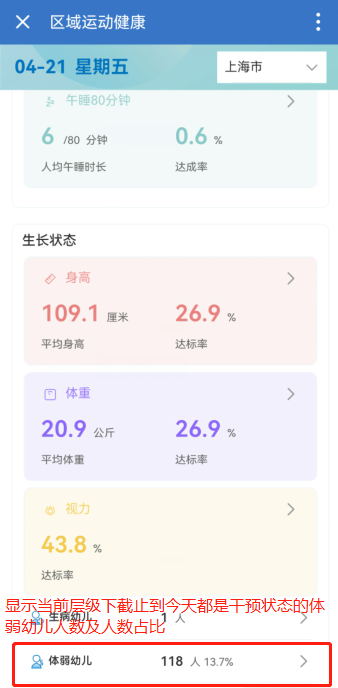 区域运动健康
04-21 星期五
上海市
午睡80分钟
6 /80 分钟
0.6 %
人均午睡时长
达成率
生长状态
身高
109.1 厘米
26.9 %
平均身高
达标率
体重
20.9 公斤
26.9 %
平均体重
达标率
视力
43.8 %
达标率
显示当前层级下截止到今天都是干预状态的体
弱幼儿人数及人数占比
生病幼儿 1 人
体弱幼儿 118 人 13.7%